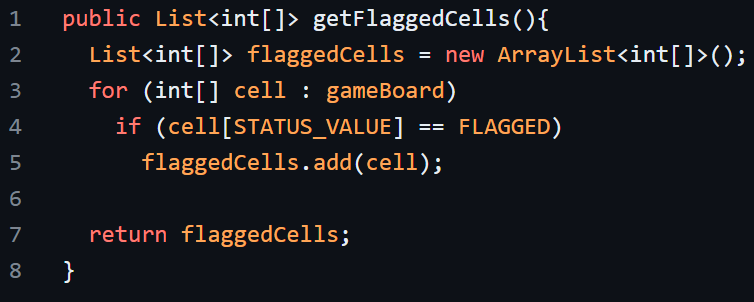 1 public List<int[]> getFlaggedCells(){
2 List<int[]> flaggedCells = new ArrayList<int[]>();
3 for (int[] cell : gameBoard)
4 if (cell[STATUS_VALUE] == FLAGGED)
5 flaggedCells.add(cell);
6
7 return flaggedCells;
8 }